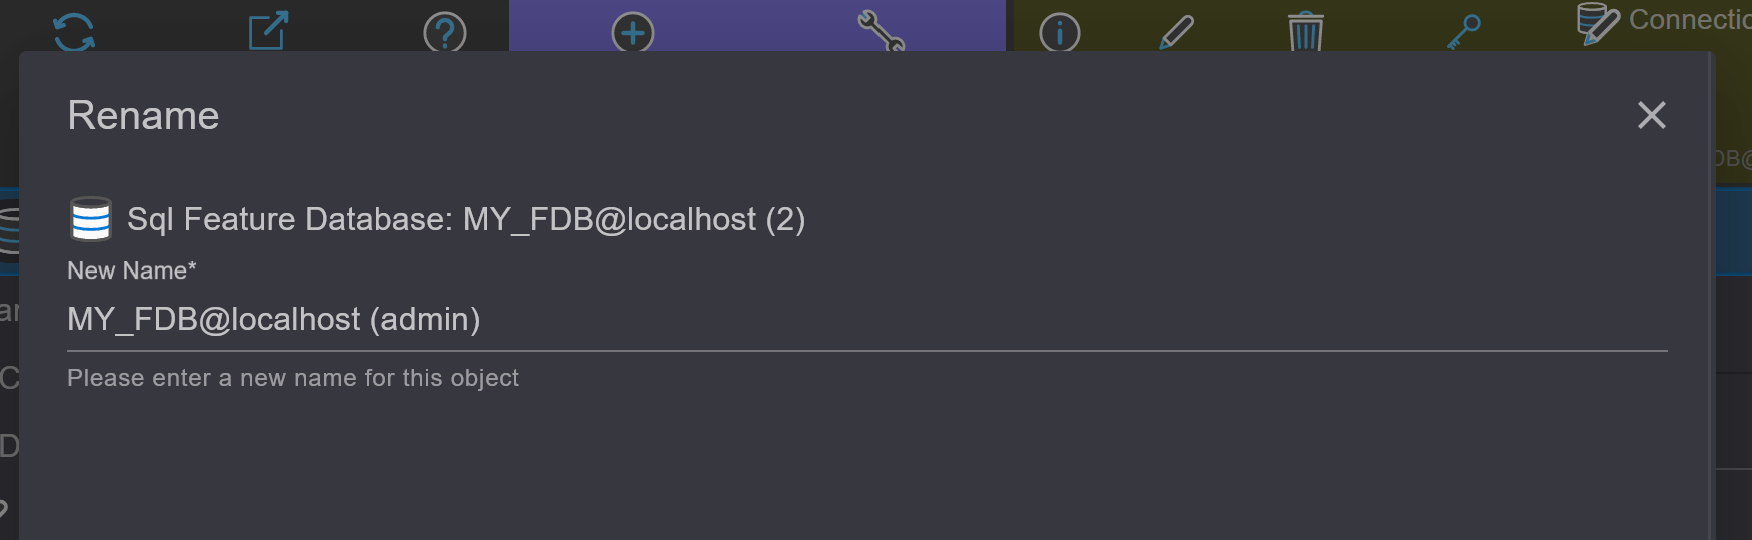 Connectio
Rename
DB@
Sql Feature Database: MY_FDB@localhost (2)
New Name*
MY_FDB@localhost (admin)
Please enter a new name for this object
ar
C
D